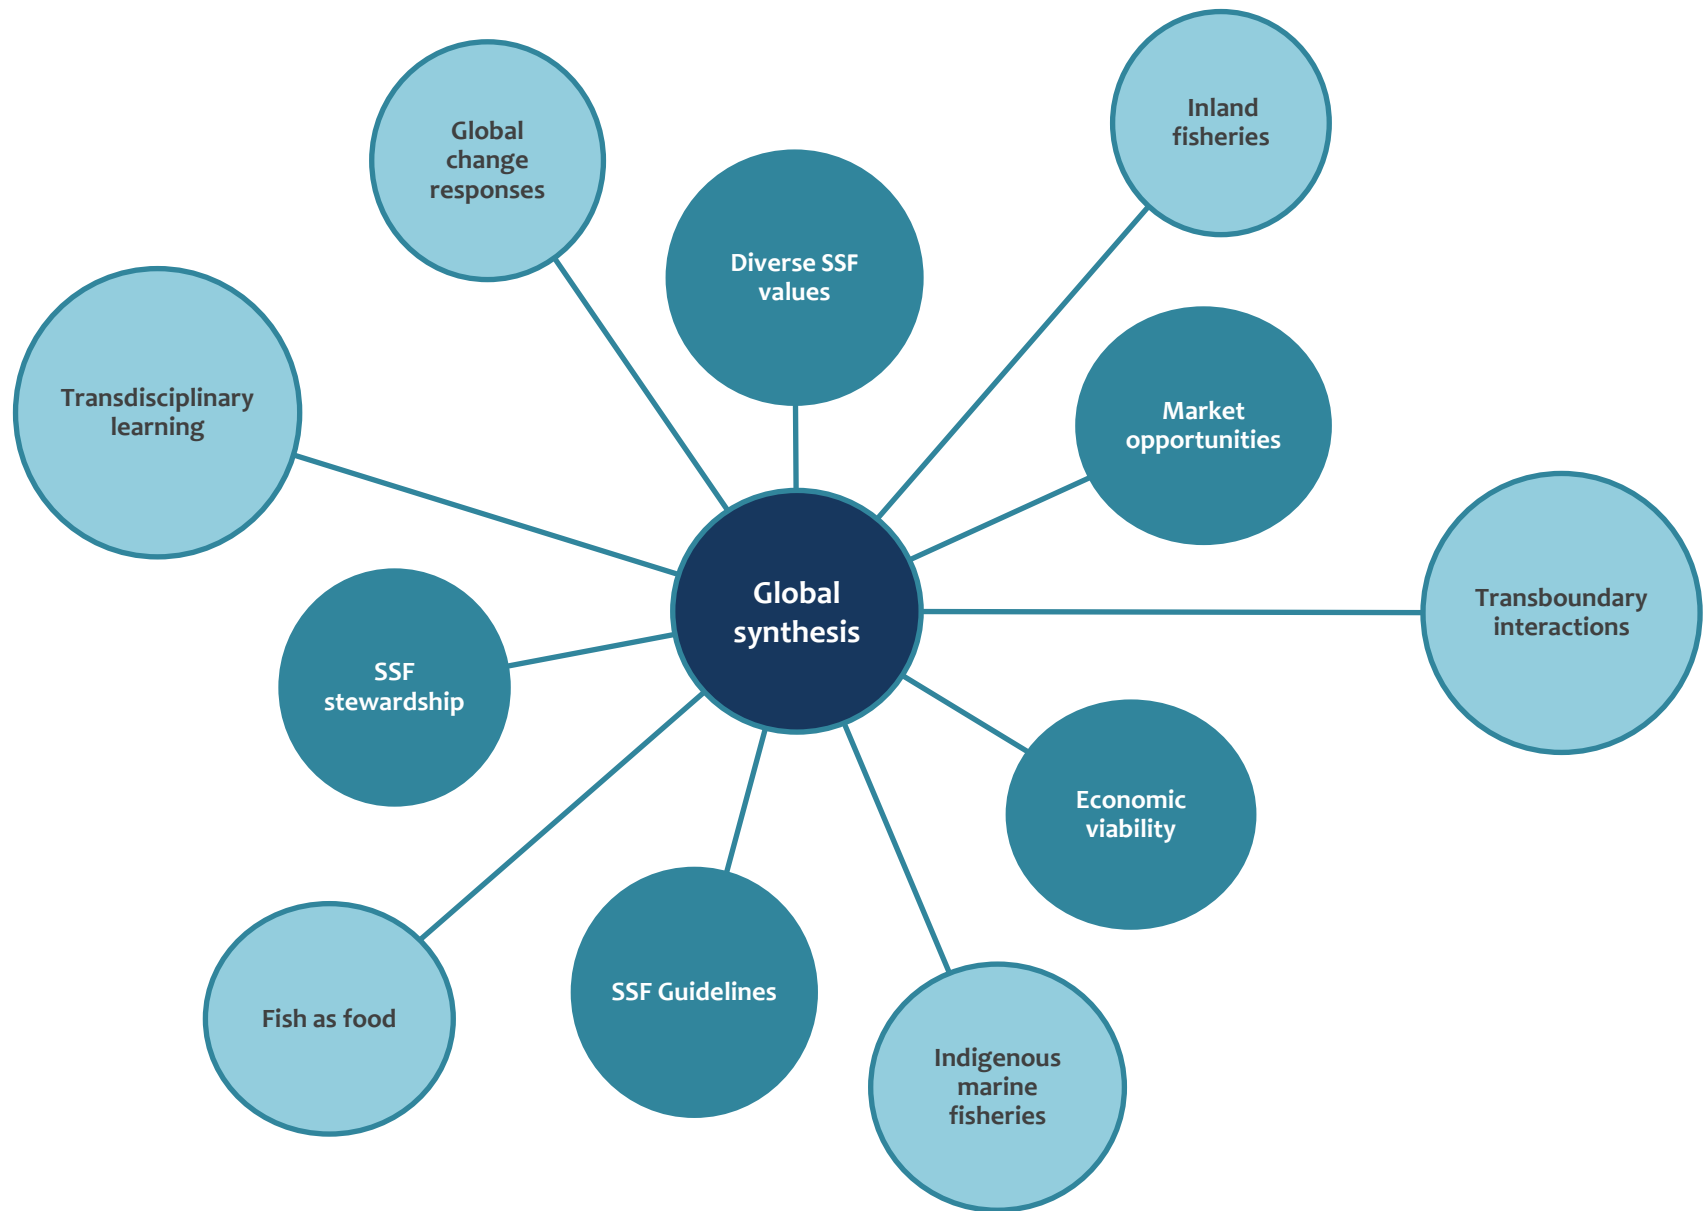 Global
change
responses
Inland
fisheries
Diverse SSF
values
Transdisciplinary
learning
Market
opportunities
Global
synthesis
Transboundary
interactions
SSF
stewardship
Economic
viability
Fish as food
SSF Guidelines
Indigenous
marine
fisheries